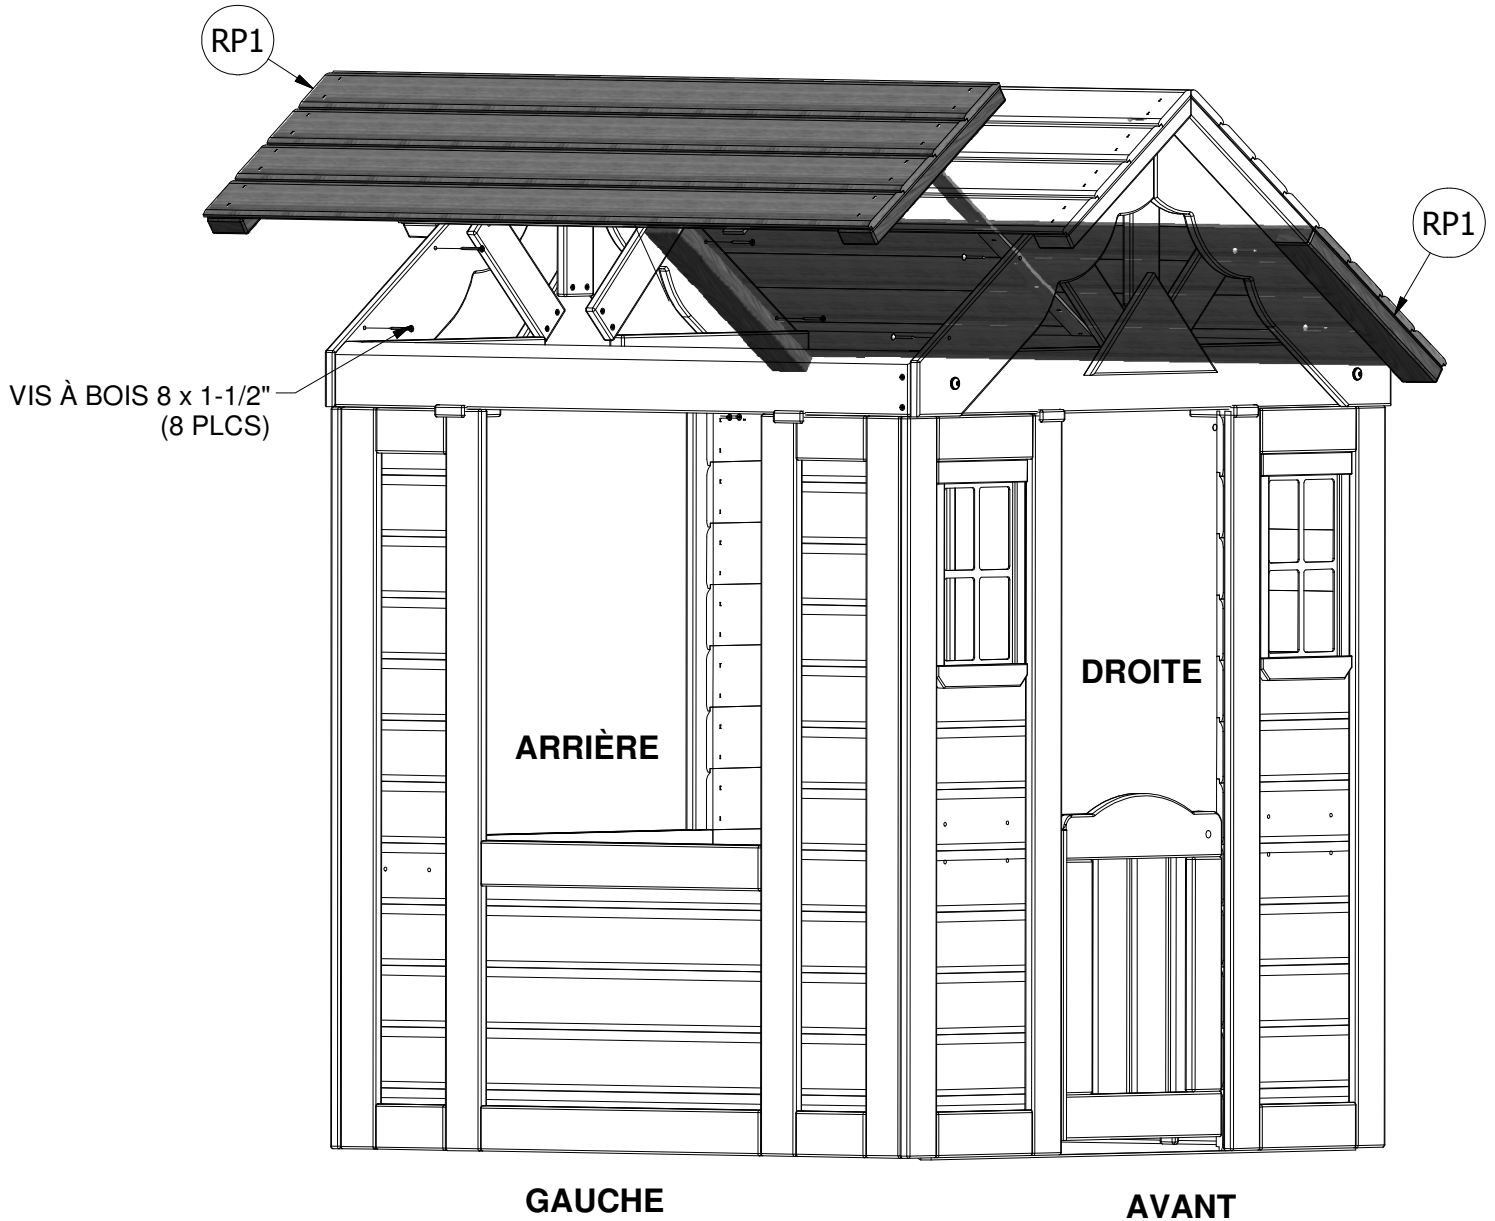 RP1
RP1
VIS À BOIS 8 x 1-1/2"
(8 PLCS)
DROITE
ARRIÈRE
GAUCHE
AVANT